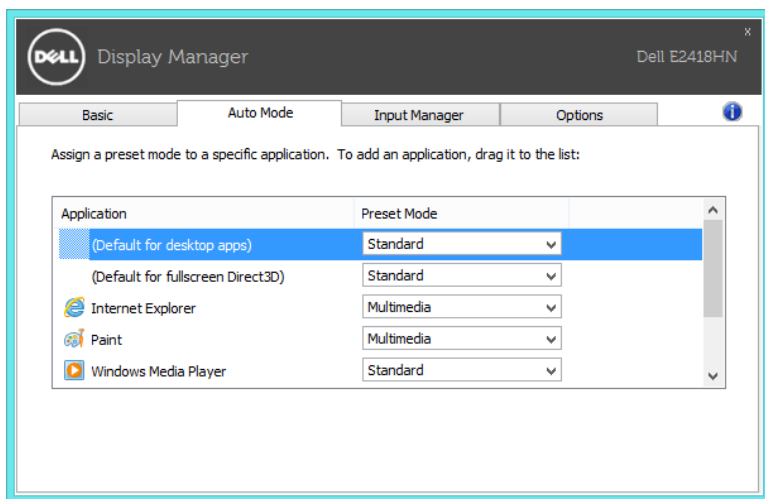 x
DELL Display Manager Dell E2418HN
Basic Auto Mode Input Manager Options i
Assign a preset mode to a specific application. To add an application, drag it to the list:
Application Preset Mode
(Default for desktop apps) Standard
(Default for fullscreen Direct3D) Standard
Internet Explorer Multimedia
Paint Multimedia
Windows Media Player Standard